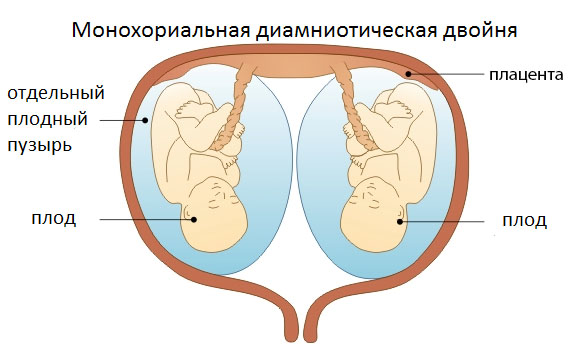 Монохориальная диамниотическая двойня
плацента
отдельный
плодный
пузырь
плод
плод